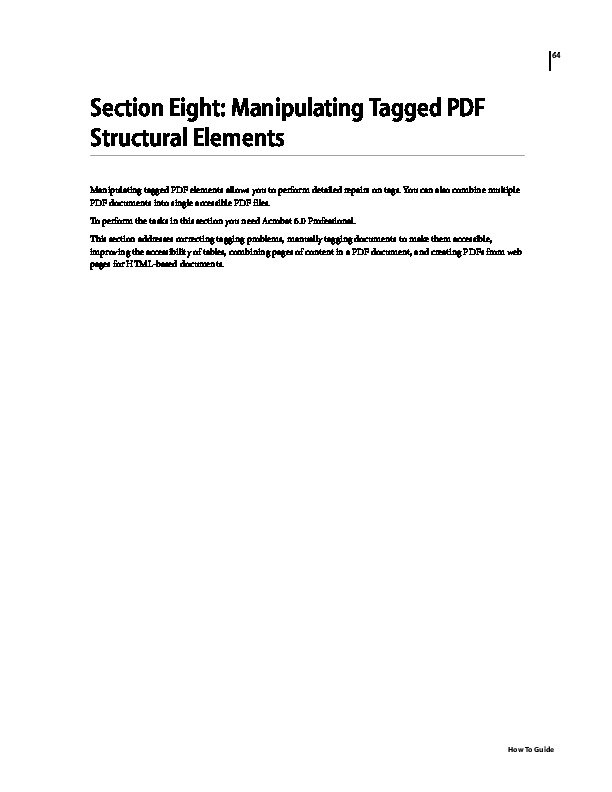 64
Section Eight: Manipulating Tagged PDF
Structural Elements
Manipulating tagged PDF elements allows you to perform detailed repairs on tags. You can also combine multiple
PDF documents into single accessible PDF files.
To perform the tasks in this section you need Acrobat 6.0 Professional.
This section addresses correcting tagging problems, manually tagging documents to make them accessible,
improving the accessibility of tables, combining pages of content in a PDF document, and creating PDFs from web
pages for HTML-based documents.
How To Guide